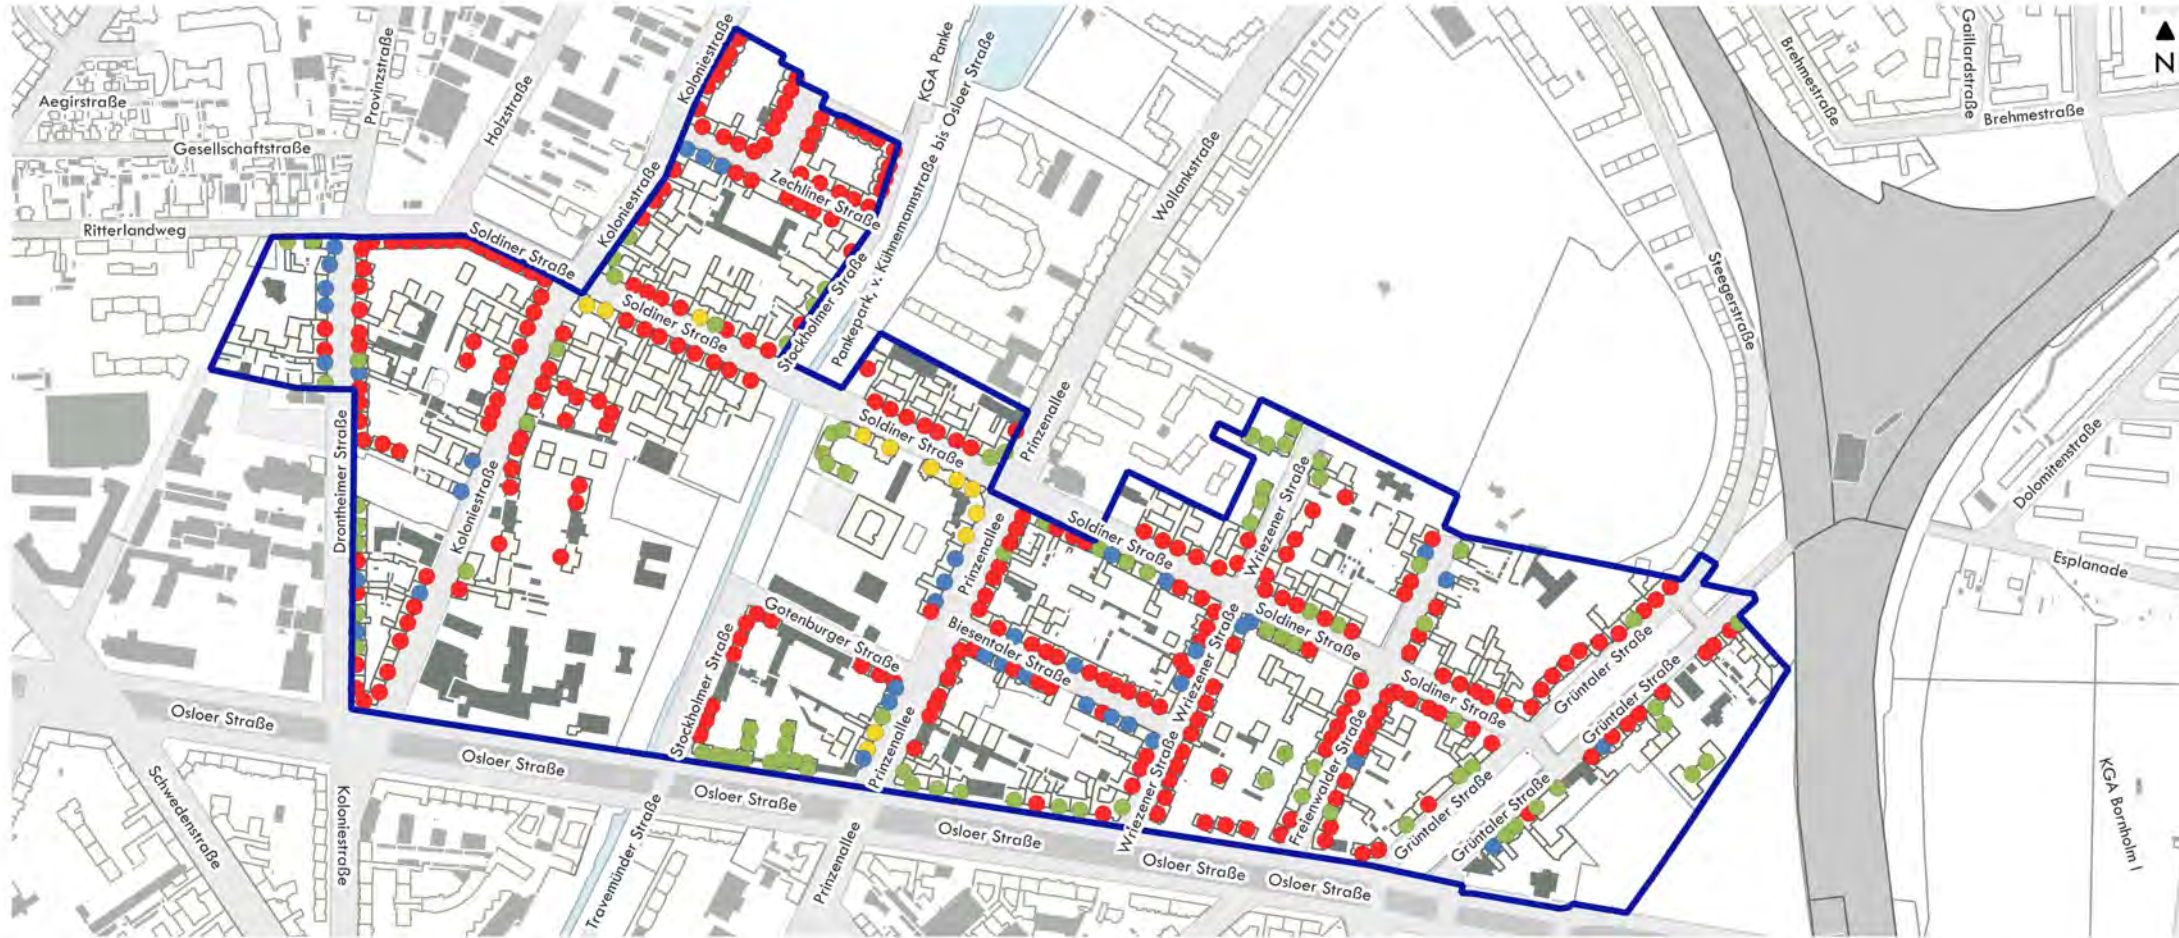 Aegirstraße
Provinzstraße
Holzstraße
Koloniestraße
KGA Panke
Pankepark, v. Kühnemannstraße bis Osloer Straße
Brehmestraße
Gaillardstraße
N
Gesellschaftstraße
Brehmestraße
Wollankstraße
Zechliner Straße
Ritterlandweg
Soldiner Straße
Koloniestraße
Steegerstraße
Soldiner Straße
Stockholmer Straße
Soldiner Straße
Prinzenallee
Drontheimer Straße
Koloniestraße
Prinzenallee
Soldiner Straße
Wriezener Straße
Dolomitenstraße
Esplanade
Gotenburger Straße
Biesentaler Straße
Wriezener Straße
Soldiner Straße
Soldiner Straße
Grüntaler Straße
Grüntaler Straße
Osloer Straße
Osloer Straße
Stockholmer Straße
Osloer Straße
Prinzenallee
Wriezener Straße
Freienwalder Straße
Grüntaler Straße
Grüntaler Straße
Schwedenstraße
Koloniestraße
Travemünder Straße
Prinzenallee
Osloer Straße
Osloer Straße
Osloer Straße
KGA Bornholm I